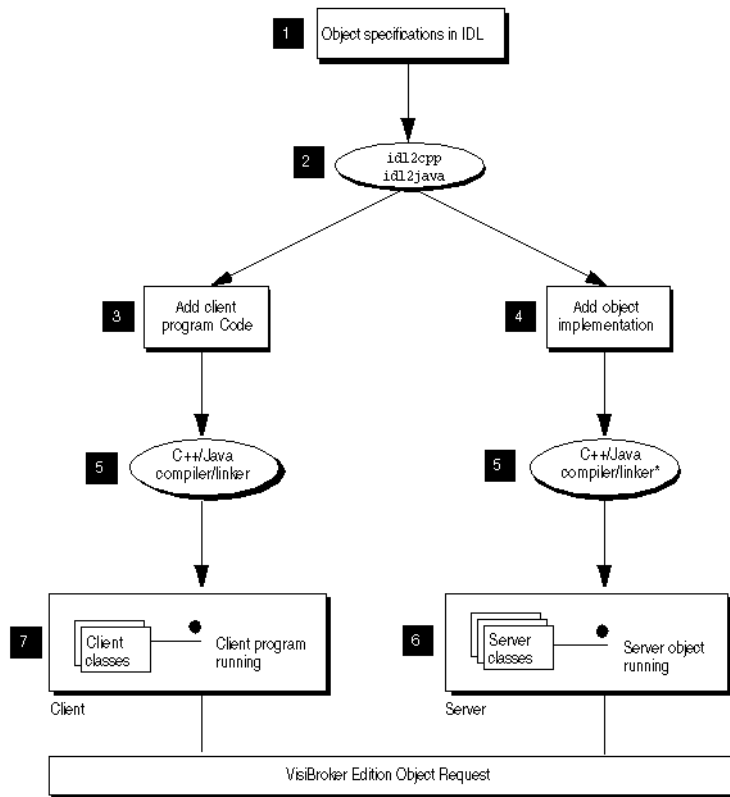 1
Object specifications in IDL
2
idl2cpp
idl2java
3
Add client
program Code
4
Add object
implementation
5
C++/Java
compiler/linker
5
C++/Java
compiler/linker*
7
Client
classes
Client program
running
6
Server
classes
Server object
running
Client
Server
VisiBroker Edition Object Request